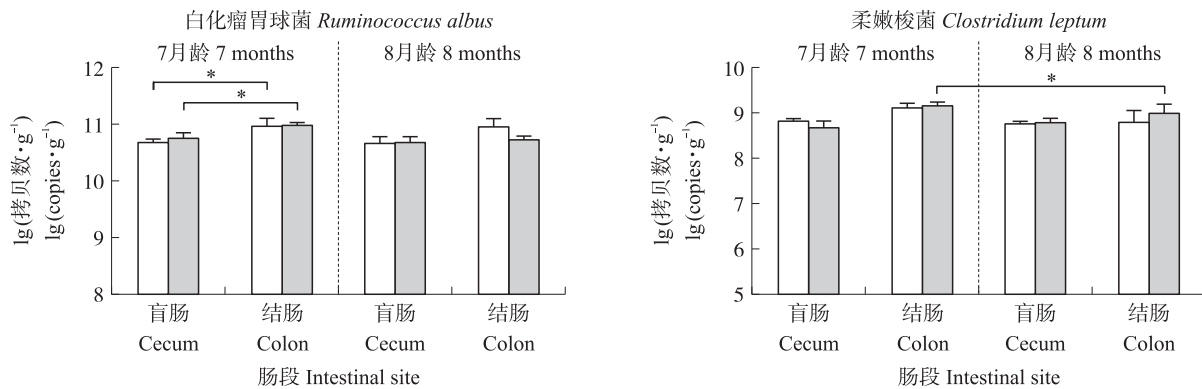 白化瘤胃球菌 Ruminococcus albus
7月龄 7 months
8月龄 8 months
12
11
10
9
8
lg(拷贝数·g⁻¹)
lg(copies·g⁻¹)
*
*
盲肠
结肠
盲肠
结肠
Cecum
Colon
Cecum
Colon
肠段 Intestinal site
柔嫩梭菌 Clostridium leptum
7月龄 7 months
8月龄 8 months
10
9
8
7
6
5
lg(拷贝数·g⁻¹)
lg(copies·g⁻¹)
*
盲肠
结肠
盲肠
结肠
Cecum
Colon
Cecum
Colon
肠段 Intestinal site